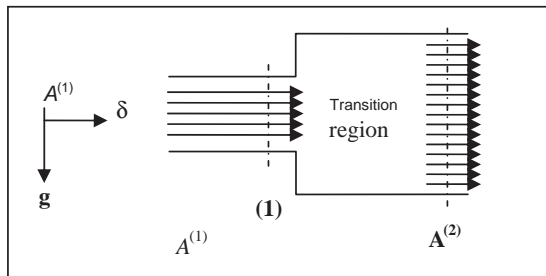 A⁽¹⁾
δ
g
Transition
region
(1)
A⁽¹⁾
A⁽²⁾